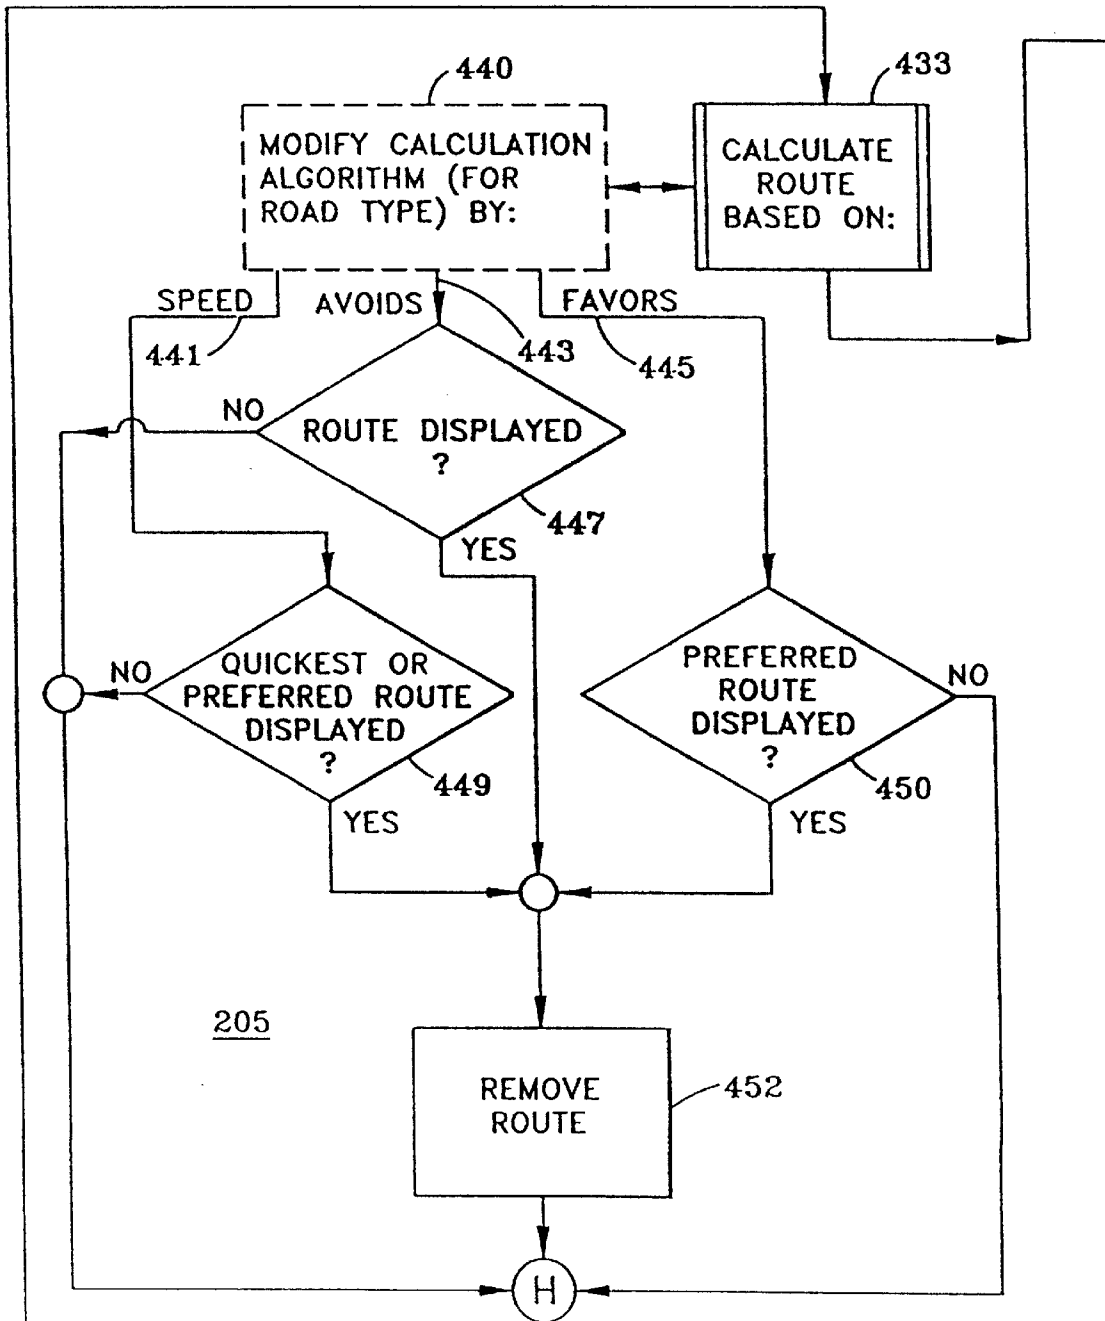 440
433
MODIFY CALCULATION
ALGORITHM (FOR
ROAD TYPE) BY:
CALCULATE
ROUTE
BASED ON:
SPEED
AVOIDS
FAVORS
441
443
445
NO
ROUTE DISPLAYED
?
447
YES
NO
QUICKEST OR
PREFERRED ROUTE
DISPLAYED
?
449
YES
PREFERRED
ROUTE
DISPLAYED
?
NO
450
YES
205
REMOVE
ROUTE
452
H